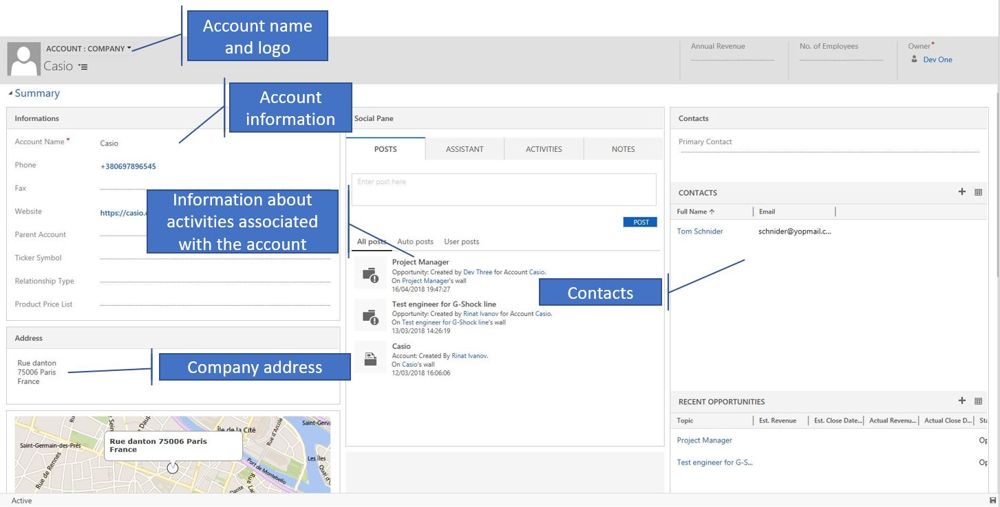 Account name
and logo
ACCOUNT : COMPANY
Casio
Annual Revenue
No. of Employees
Owner*
Dev One
Summary
Account
information
Informations
Account Name *
Casio
Phone
+380697896545
Fax
Website
https://casio.
Parent Account
Ticker Symbol
Relationship Type
Product Price List
Information about
activities associated
with the account
Address
Rue danton
75006 Paris
France
Company address
Saint-Germain-des-Prés
Rue de Rennes
Île de la Cité
Rue d'Arcole
Saint-Gerva
Les Îles
Quai d'O
Port de Montebello
Rue danton 75006 Paris
France
Social Pane
POSTS
ASSISTANT
ACTIVITIES
NOTES
Enter post here
POST
All posts
Auto posts
User posts
Project Manager
Opportunity: Created by Dev Three for Account Casio.
On Project Manager's wall
16/04/2018 19:47:27
Test engineer for G-Shock line
Opportunity: Created by Rinat Ivanov for Account Casio.
On Test engineer for G-Shock line's wall
13/03/2018 14:26:19
Casio
Account: Created By Rinat Ivanov.
On Casio's wall
12/03/2018 16:06:06
Contacts
Contacts
Primary Contact
CONTACTS
Full Name
Email
Tom Schnider
schnider@yopmail.c...
RECENT OPPORTUNITIES
Topic
Est. Revenue
Est. Close Date...
Actual Revenu...
Actual Close D...
Sta
Project Manager
Op
Test engineer for G-S...
Op
Active